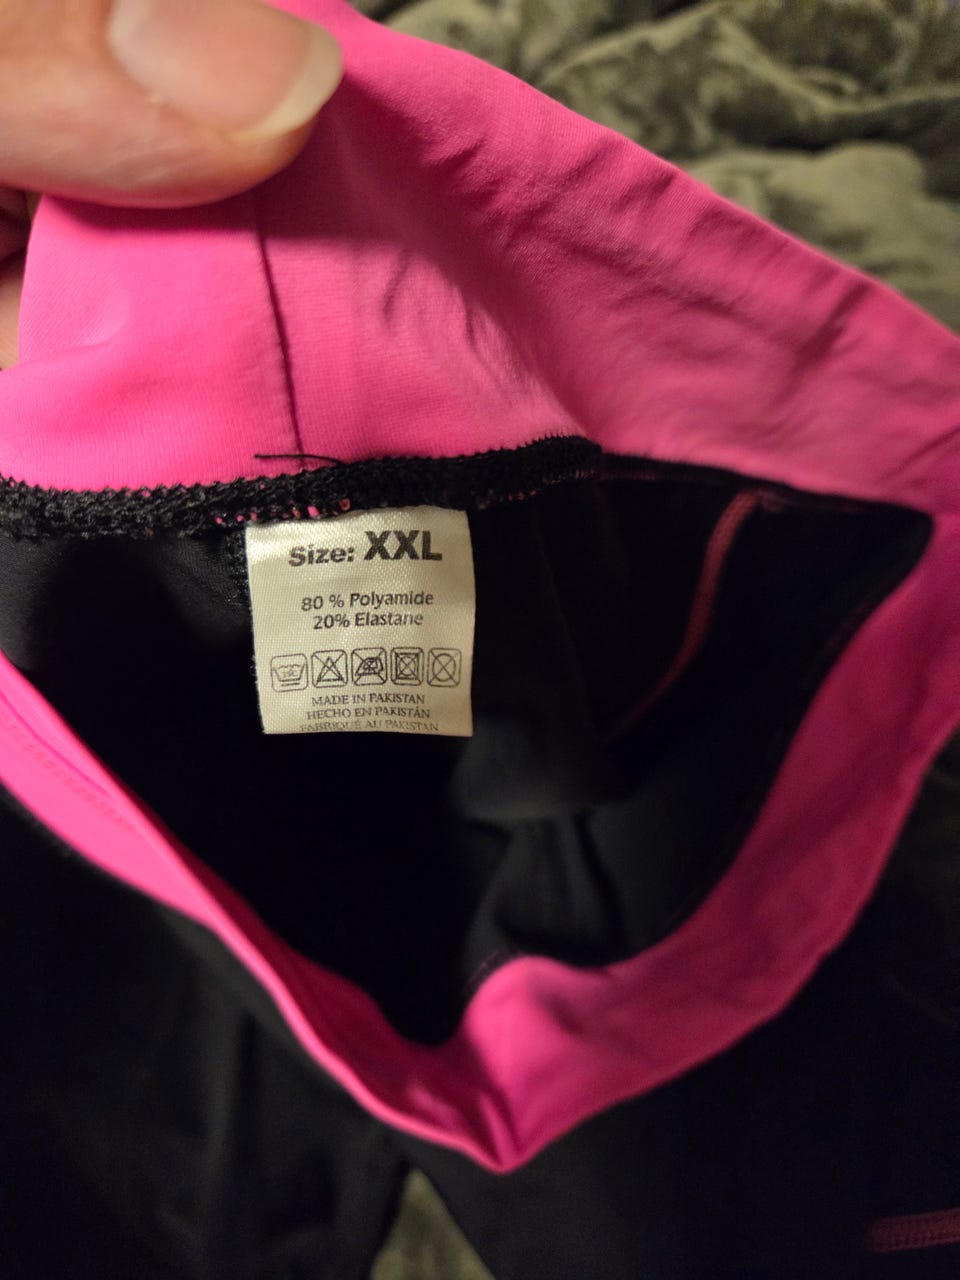 Size: XXL
80 % Polyamide
20% Elastane
MADE IN PAKISTAN
HECHO EN PAKISTÁN
FABRIQUÉ AU PAKISTAN